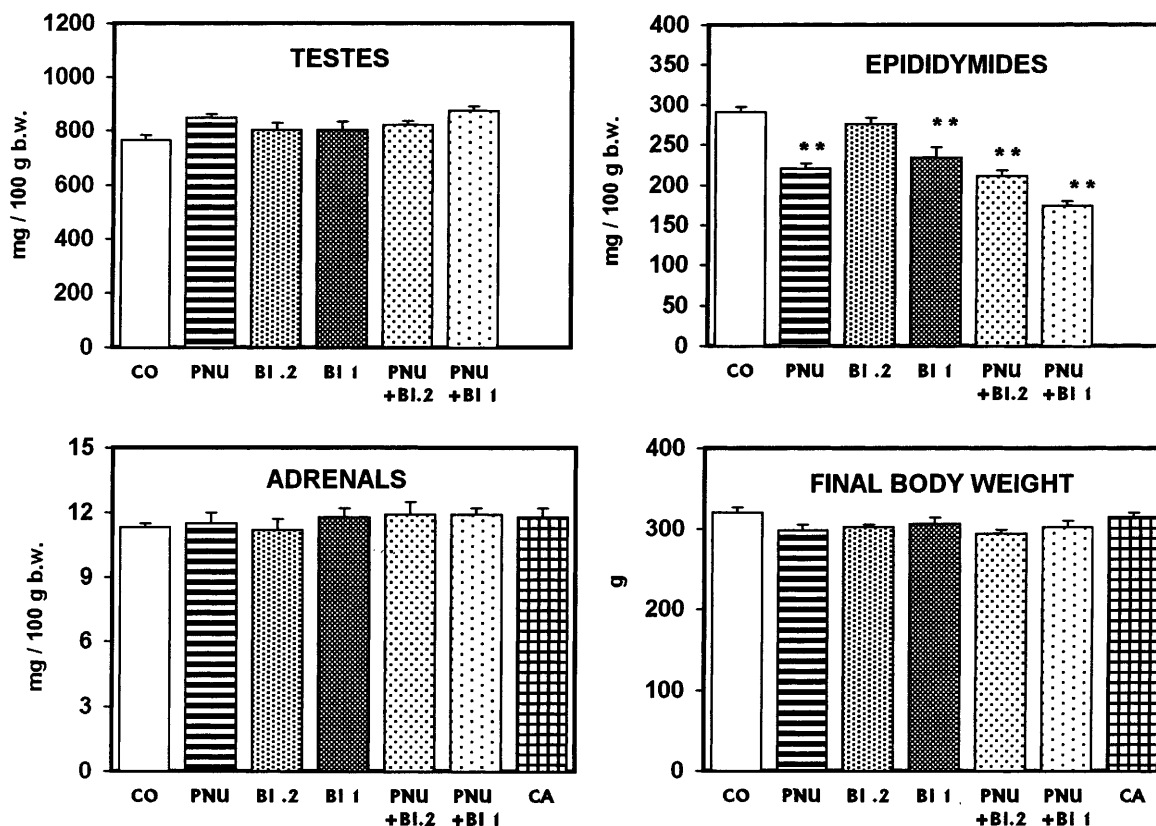 TESTES
mg / 100 g b.w.
1200
1000
800
600
400
200
0
CO PNU BI .2 BI 1 PNU PNU
+BI.2 +BI 1
EPIDIDYMIDES
mg / 100 g b.w.
400
350
300
250
200
150
100
50
0
** ** ** **
CO PNU BI .2 BI 1 PNU PNU
+BI.2 +BI 1
ADRENALS
mg / 100 g b.w.
15
12
9
6
3
0
CO PNU BI .2 BI 1 PNU PNU CA
+BI.2 +BI 1
FINAL BODY WEIGHT
g
400
300
200
100
0
CO PNU BI .2 BI 1 PNU PNU CA
+BI.2 +BI 1